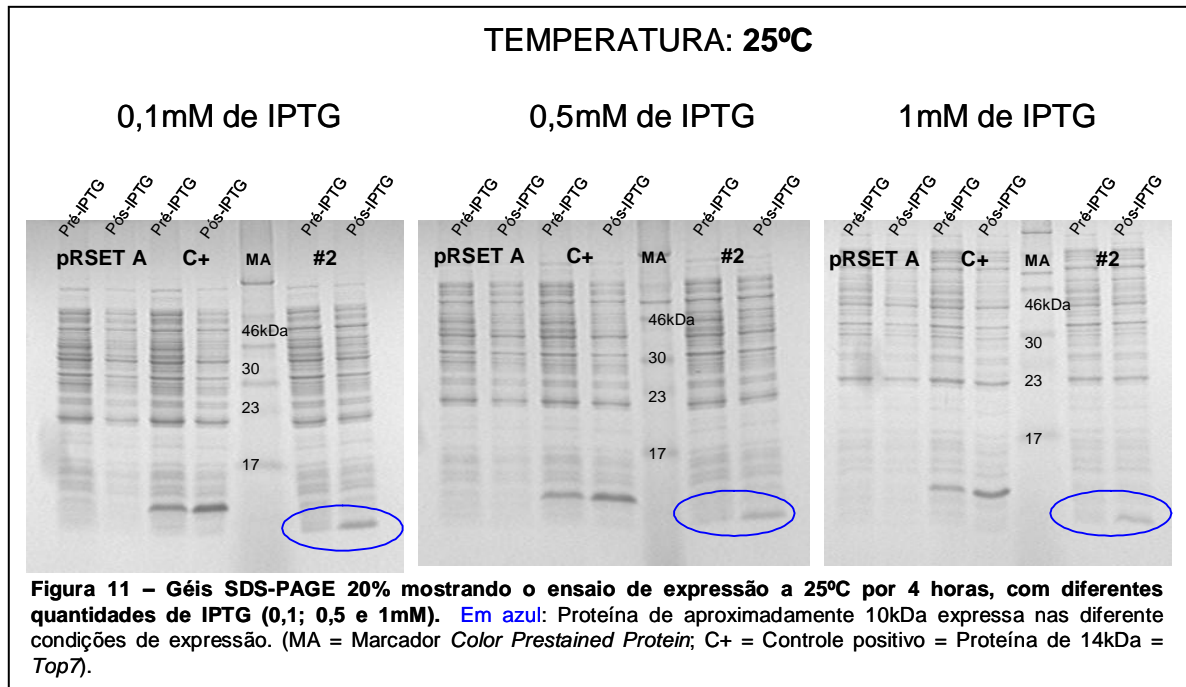 TEMPERATURA: 25ºC
0,1mM de IPTG
0,5mM de IPTG
1mM de IPTG
Pré-IPTG
Pós-IPTG
Pré-IPTG
Pós-IPTG
Pré-IPTG
Pós-IPTG
pRSET A
C+
MA
#2
46kDa
30
23
17
Pré-IPTG
Pós-IPTG
Pré-IPTG
Pós-IPTG
Pré-IPTG
Pós-IPTG
pRSET A
C+
MA
#2
46kDa
30
23
17
Pré-IPTG
Pós-IPTG
Pré-IPTG
Pós-IPTG
Pré-IPTG
Pós-IPTG
pRSET A
C+
MA
#2
46kDa
30
23
17
Figura 11 – Géis SDS-PAGE 20% mostrando o ensaio de expressão a 25ºC por 4 horas, com diferentes
quantidades de IPTG (0,1; 0,5 e 1mM). Em azul: Proteína de aproximadamente 10kDa expressa nas diferente
condições de expressão. (MA = Marcador Color Prestained Protein; C+ = Controle positivo = Proteína de 14kDa =
Top7).